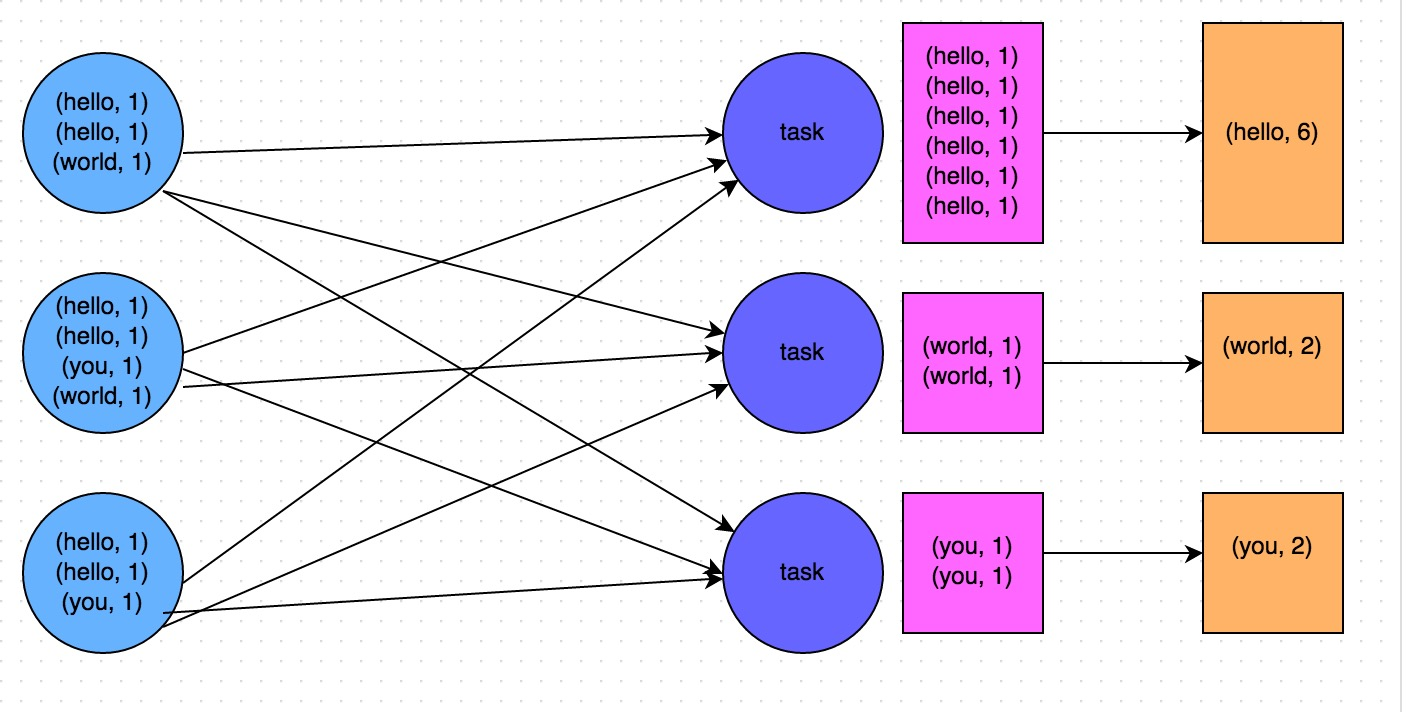 (hello, 1)
(hello, 1)
(world, 1)
task
(hello, 1)
(hello, 1)
(hello, 1)
(hello, 1)
(hello, 1)
(hello, 1)
(hello, 6)
(hello, 1)
(hello, 1)
(you, 1)
(world, 1)
task
(world, 1)
(world, 1)
(world, 2)
(hello, 1)
(hello, 1)
(you, 1)
task
(you, 1)
(you, 1)
(you, 2)